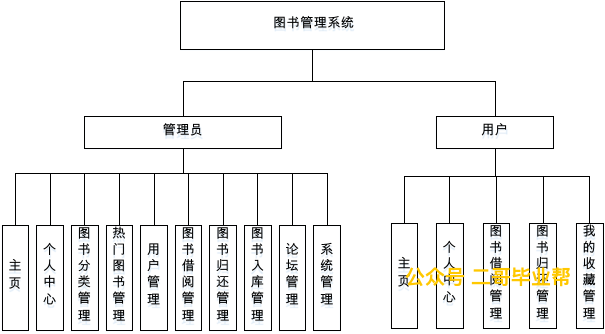 图书管理系统
管理员
用户
主页
个人中心
图书分类管理
热门图书管理
用户管理
图书借阅管理
图书归还管理
图书入库管理
论坛管理
系统管理
主页
个人中心
图书借阅管理
图书归还管理
我的收藏管理
公众号 二哥毕业帮